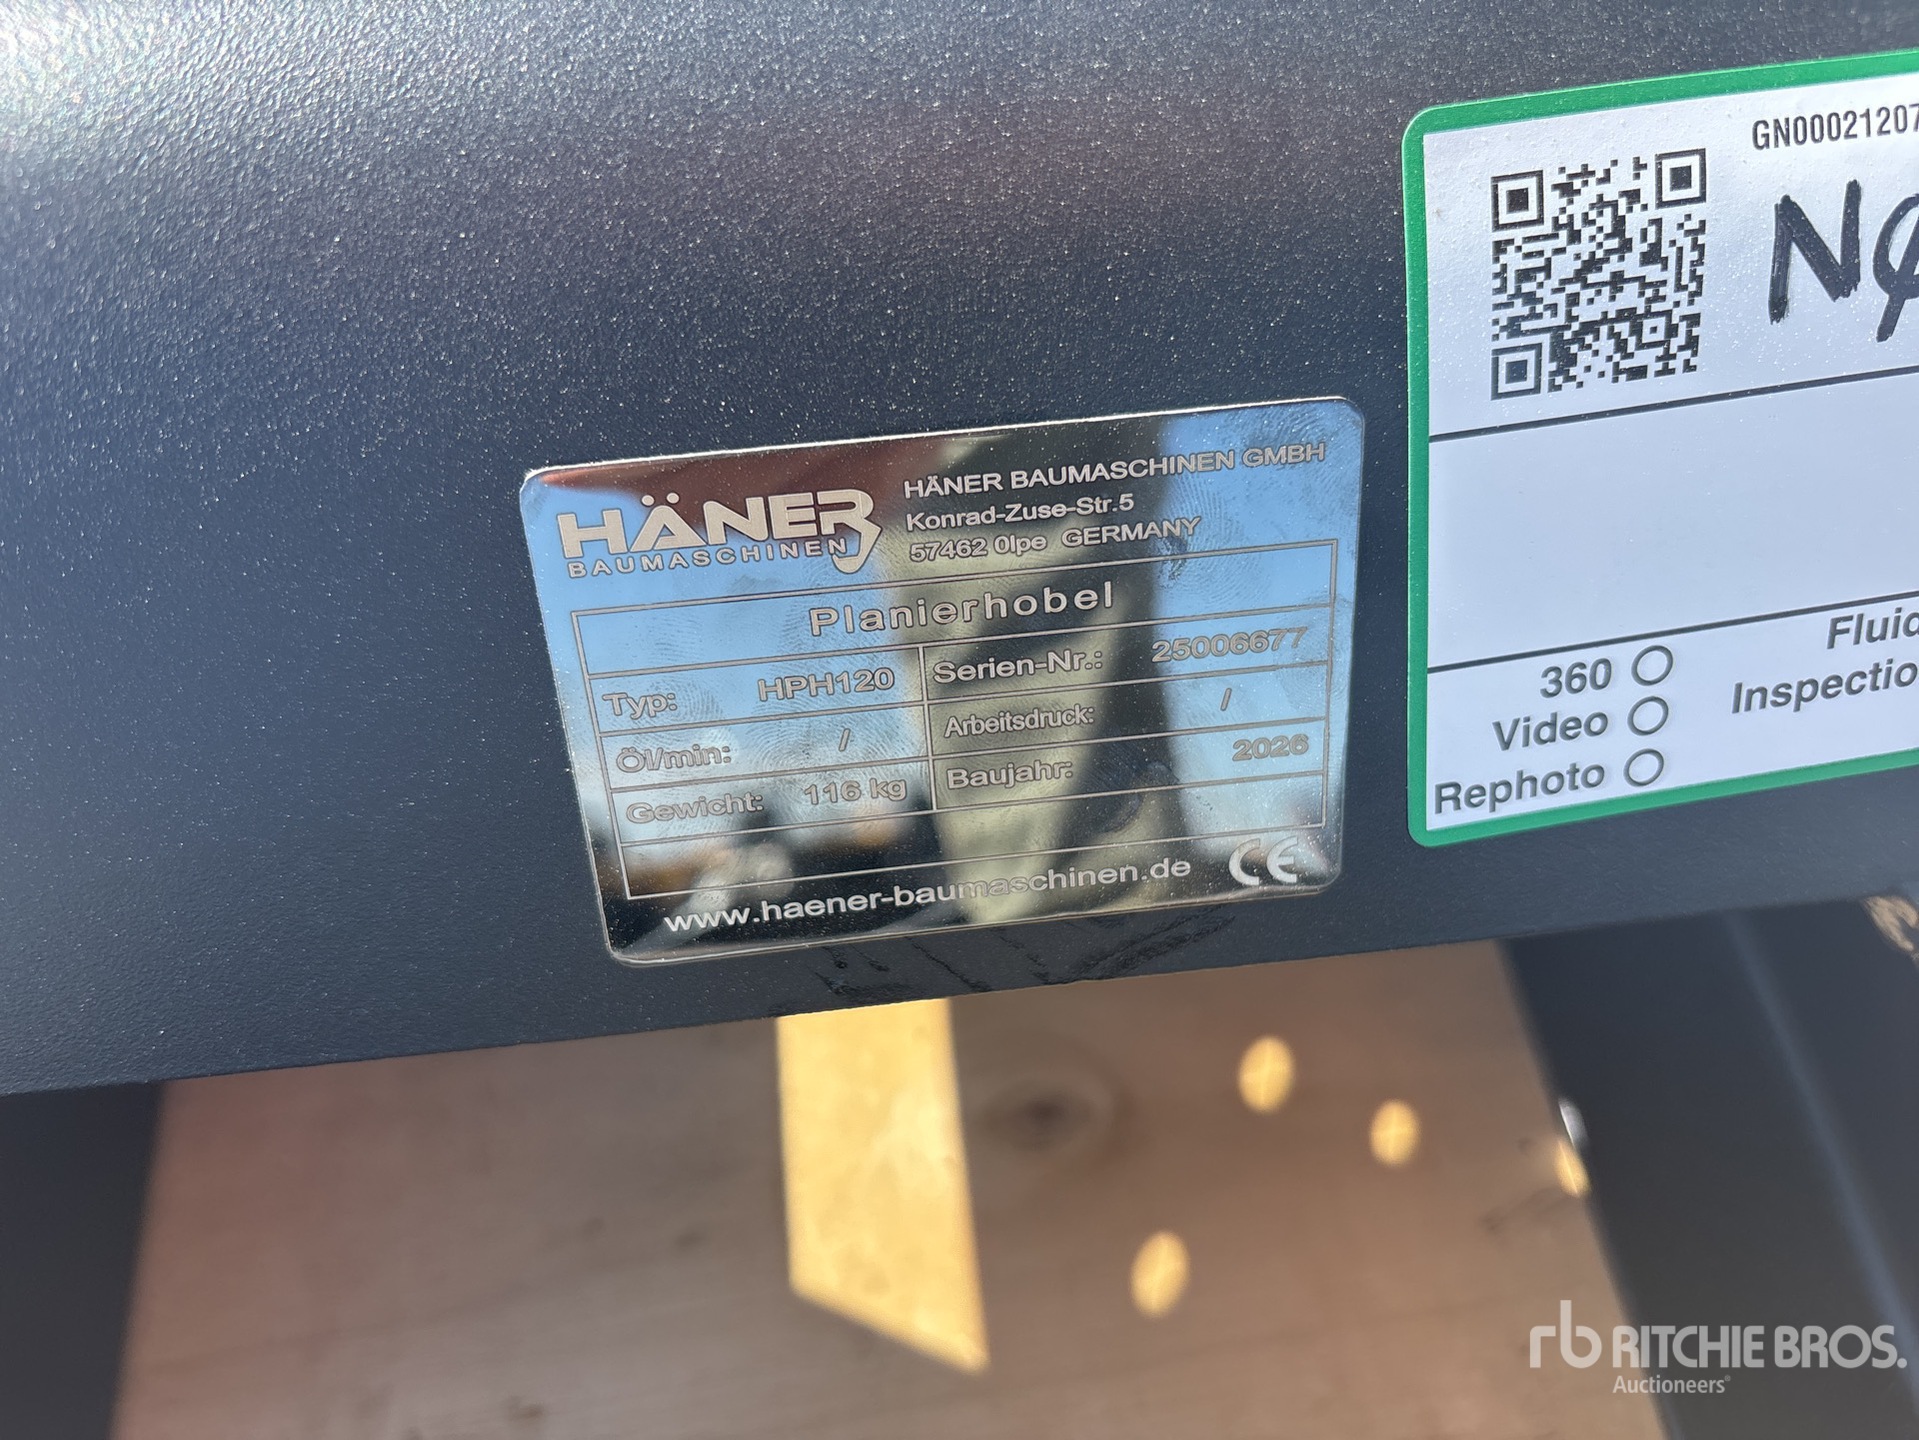 HÄNER
BAUMASCHINEN
HÄNER BAUMASCHINEN GMBH
Konrad-Zuse-Str.5
57462 Olpe GERMANY
Planierhobel
Typ: HPH120 Serien-Nr.: 25006677
Öl/min: / Arbeitsdruck: /
Gewicht: 116 kg Baujahr: 2026
www.haener-baumaschinen.de CE
GN00021207
360
Video
Rephoto
rb RITCHIE BROS.
Auctioneers